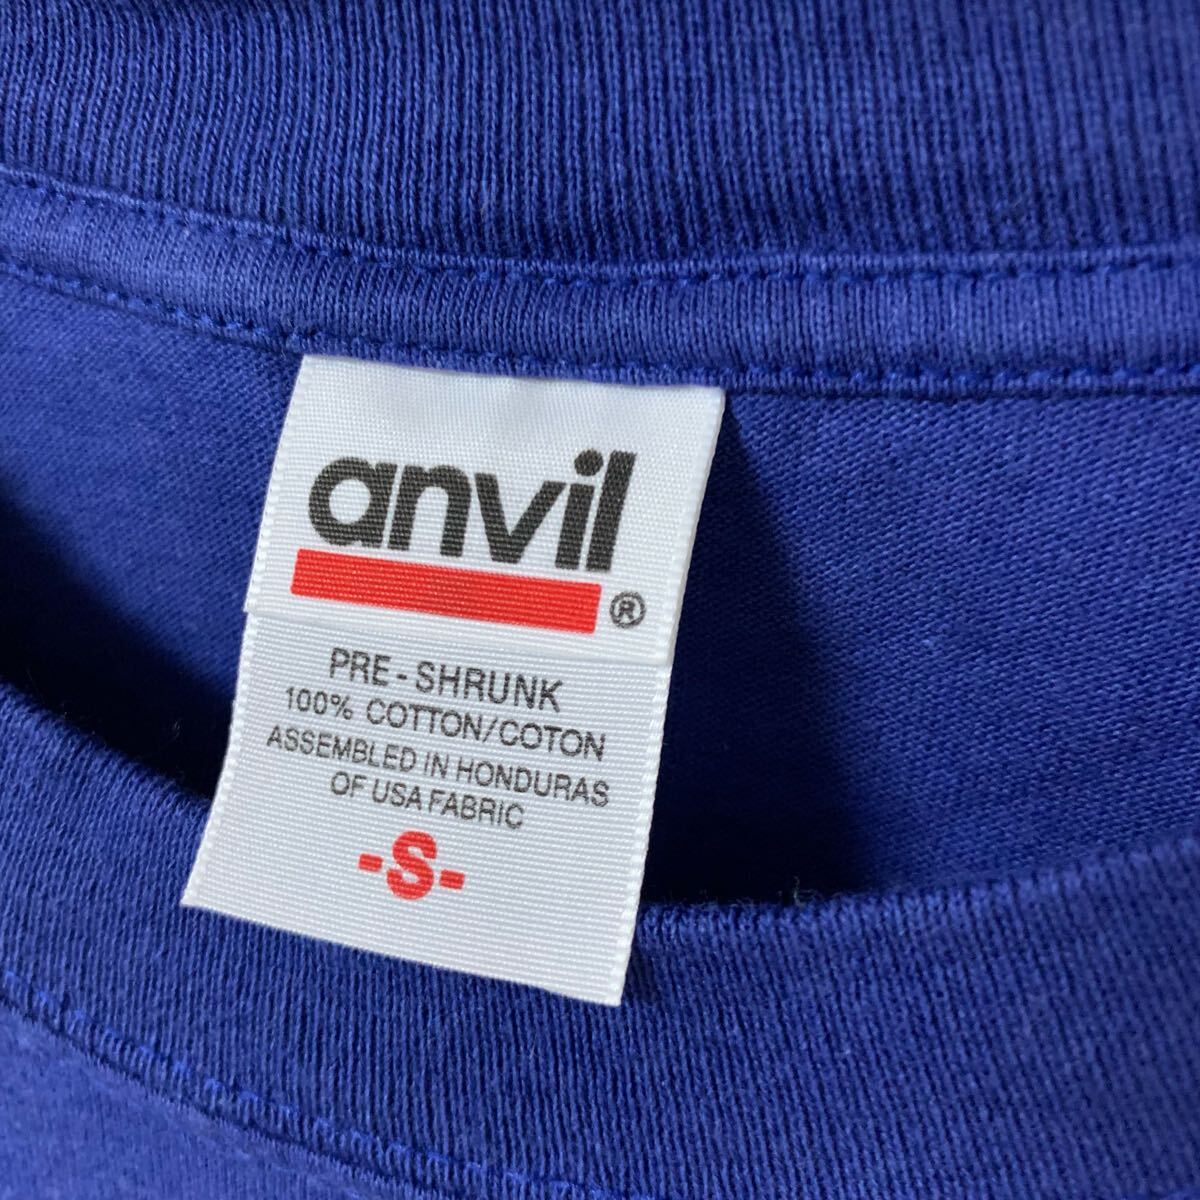 anvil
®
PRE-SHRUNK
100% COTTON/COTON
ASSEMBLED IN HONDURAS
OF USA FABRIC
-S-